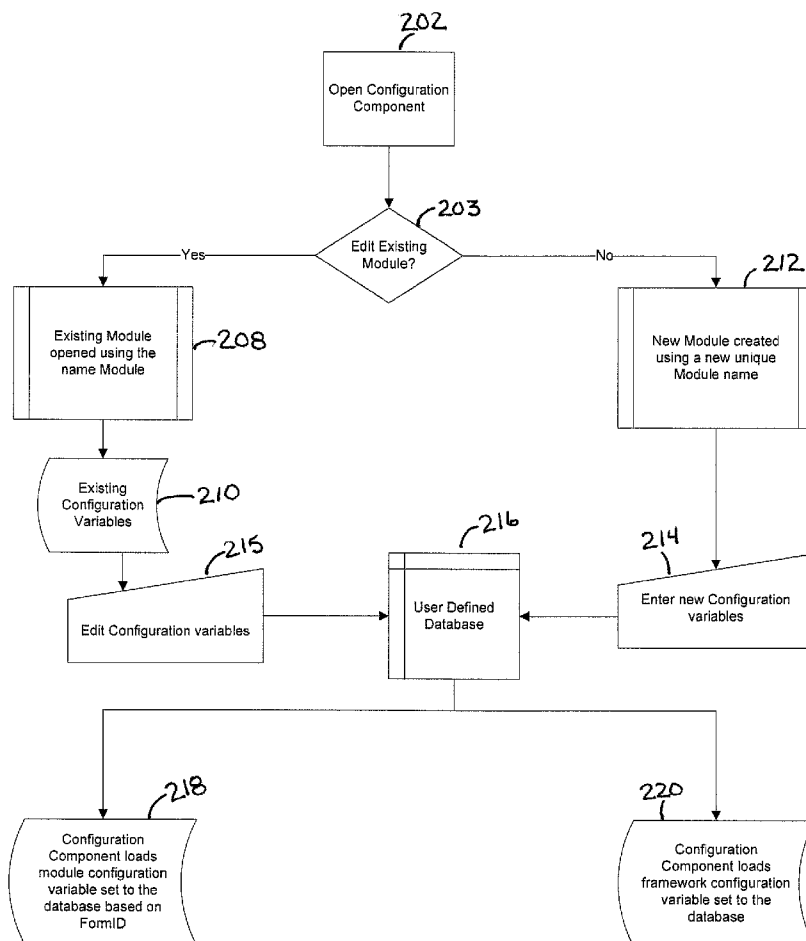 202
Open Configuration
Component
203
Edit Existing
Module?
Yes
No
212
Existing Module
opened using the
name Module
208
New Module created
using a new unique
Module name
Existing
Configuration
Variables
210
215
216
214
Edit Configuration variables
User Defined
Database
Enter new Configuration
variables
218
220
Configuration
Component loads
module configuration
variable set to the
database based on
FormID
Configuration
Component loads
framework configuration
variable set to the
database